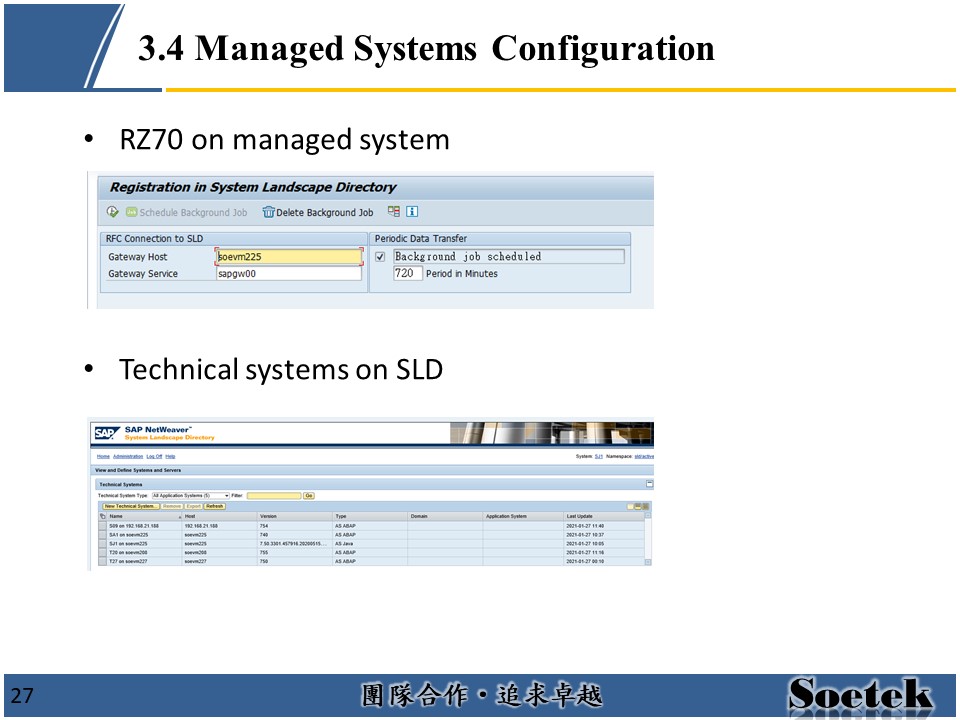 3.4 Managed Systems Configuration
• RZ70 on managed system
Registration in System Landscape Directory
Schedule Background Job Delete Background Job
RFC Connection to SLD Periodic Data Transfer
Gateway Host soevm225 Background job scheduled
Gateway Service sapgw00 720 Period in Minutes
• Technical systems on SLD
SAP SAP NetWeaver™
System Landscape Directory
Home Administration Log Off Help System: SJ1 Namespace: sld/active
View and Define Systems and Servers
Technical Systems
Technical System Type: All Application Systems (5) Filter Go
New Technical System... Remove Export Refresh
Name Host Version Type Domain Application System Last Update
S09 on 192.168.21.168 192.168.21.168 754 AS ABAP 2021-01-27 11:40
SA1 on soevm225 soevm225 740 AS ABAP 2021-01-27 10:37
SJ1 on soevm225 soevm225 7.50.3301.457916.20200515... AS Java 2021-01-27 10:05
T20 on soevm200 soevm200 755 AS ABAP 2021-01-27 11:16
T27 on soevm227 soevm227 750 AS ABAP 2021-01-27 00:10
27 團隊合作・追求卓越 Soetek